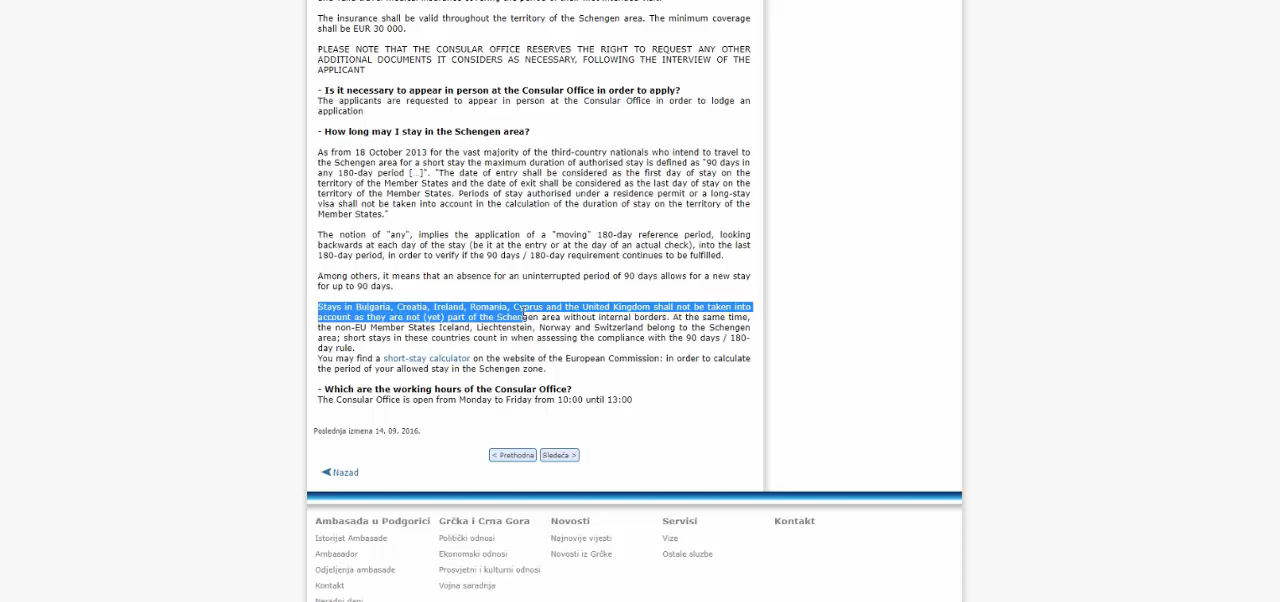 The insurance shall be valid throughout the territory of the Schengen area. The minimum coverage
shall be EUR 30 000.
PLEASE NOTE THAT THE CONSULAR OFFICE RESERVES THE RIGHT TO REQUEST ANY OTHER
ADDITIONAL DOCUMENTS IT CONSIDERS AS NECESSARY, FOLLOWING THE INTERVIEW OF THE
APPLICANT
- Is it necessary to appear in person at the Consular Office in order to apply?
The applicants are requested to appear in person at the Consular Office in order to lodge an
application
- How long may I stay in the Schengen area?
As from 18 October 2013 for the vast majority of the third-country nationals who intend to travel to
the Schengen area for a short stay the maximum duration of authorised stay is defined as "90 days in
any 180-day period [...]". "The date of entry shall be considered as the first day of stay on the
territory of the Member States and the date of exit shall be considered as the last day of stay on the
territory of the Member States. Periods of stay authorised under a residence permit or a long-stay
visa shall not be taken into account in the calculation of the duration of stay on the territory of the
Member States."
The notion of "any", implies the application of a "moving" 180-day reference period, looking
backwards at each day of the stay (be it at the entry or at the day of an actual check), into the last
180-day period, in order to verify if the 90 days / 180-day requirement continues to be fulfilled.
Among others, it means that an absence for an uninterrupted period of 90 days allows for a new stay
for up to 90 days.
Stays in Bulgaria, Croatia, Ireland, Romania, Cyprus and the United Kingdom shall not be taken into
account as they are not (yet) part of the Schengen area without internal borders. At the same time,
the non-EU Member States Iceland, Liechtenstein, Norway and Switzerland belong to the Schengen
area; short stays in these countries count in when assessing the compliance with the 90 days / 180-
day rule.
You may find a short-stay calculator on the website of the European Commission: in order to calculate
the period of your allowed stay in the Schengen zone.
- Which are the working hours of the Consular Office?
The Consular Office is open from Monday to Friday from 10:00 until 13:00
Poslednja izmena 14. 09. 2016.
< Prethodna Sledeća >
Nazad
Ambasada u Podgorici Grčka i Crna Gora Novosti Servisi Kontakt
Istorijat Ambasade Politički odnosi Najnovije vijesti Vize
Ambasador Ekonomski odnosi Novosti iz Grčke Ostale sluzbe
Odjeljenja ambasade Prosvjetni i kulturni odnosi
Kontakt Vojna saradnja